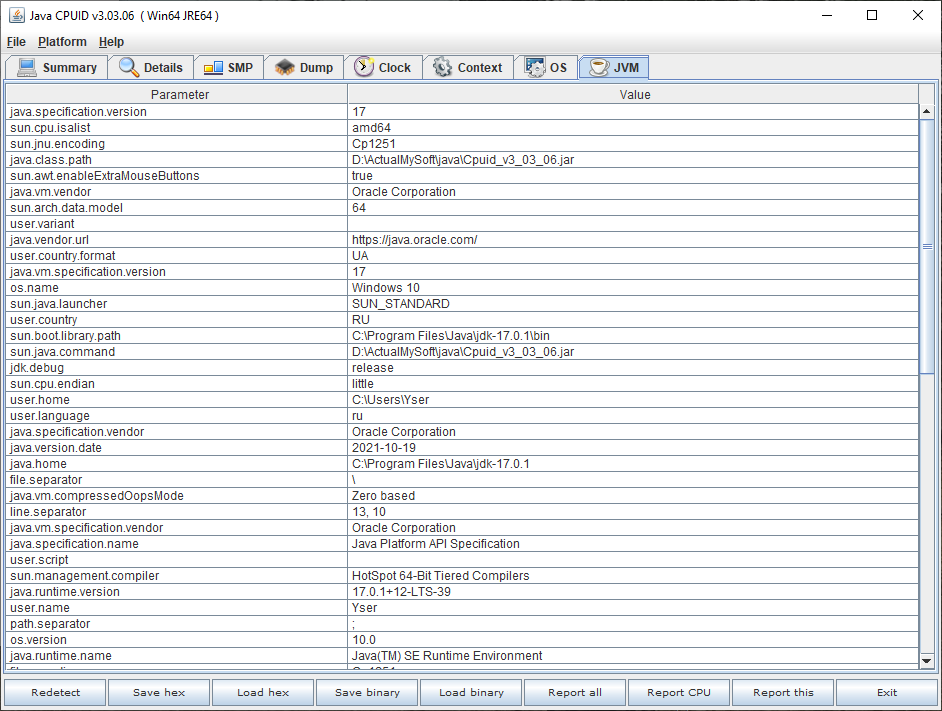 Java CPUID v3.03.06 ( Win64 JRE64 )
File Platform Help
Summary Details SMP Dump Clock Context OS JVM
Parameter Value
java.specification.version 17
sun.cpu.isalist amd64
sun.jnu.encoding Cp1251
java.class.path D:\ActualMySoft\java\Cpuid_v3_03_06.jar
sun.awt.enableExtraMouseButtons true
java.vm.vendor Oracle Corporation
sun.arch.data.model 64
user.variant
java.vendor.url https://java.oracle.com/
user.country.format UA
java.vm.specification.version 17
os.name Windows 10
sun.java.launcher SUN_STANDARD
user.country RU
sun.boot.library.path C:\Program Files\Java\jdk-17.0.1\bin
sun.java.command D:\ActualMySoft\java\Cpuid_v3_03_06.jar
jdk.debug release
sun.cpu.endian little
user.home C:\Users\Yser
user.language ru
java.specification.vendor Oracle Corporation
java.version.date 2021-10-19
java.home C:\Program Files\Java\jdk-17.0.1
file.separator \
java.vm.compressedOopsMode Zero based
line.separator 13, 10
java.vm.specification.vendor Oracle Corporation
java.specification.name Java Platform API Specification
user.script
sun.management.compiler HotSpot 64-Bit Tiered Compilers
java.runtime.version 17.0.1+12-LTS-39
user.name Yser
path.separator ;
os.version 10.0
java.runtime.name Java(TM) SE Runtime Environment
Redetect Save hex Load hex Save binary Load binary Report all Report CPU Report this Exit